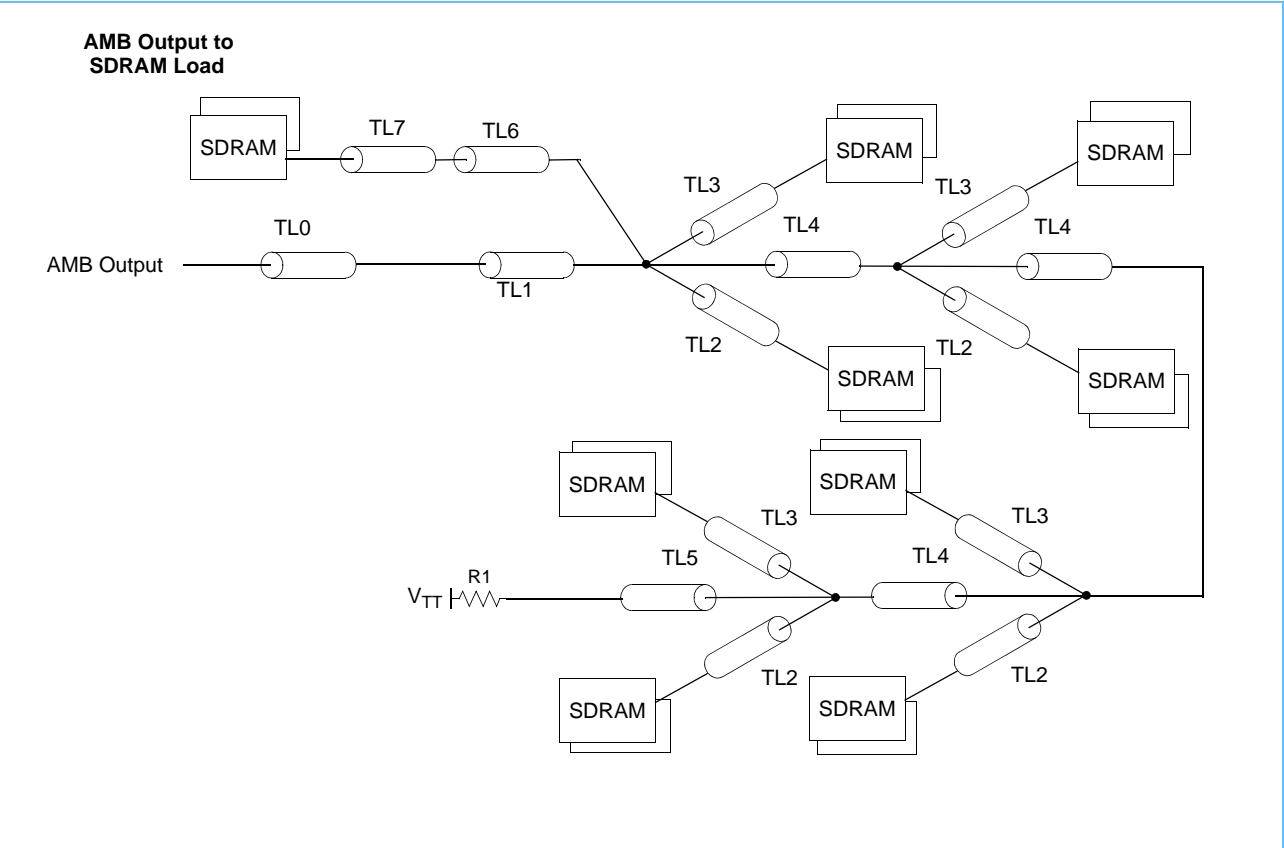 AMB Output to
SDRAM Load
SDRAM
TL7
TL6
SDRAM
SDRAM
TL3
TL3
TL0
TL4
TL4
AMB Output
TL1
TL2
TL2
SDRAM
SDRAM
SDRAM
SDRAM
TL3
TL3
TL5
TL4
R1
VTT
TL2
TL2
SDRAM
SDRAM